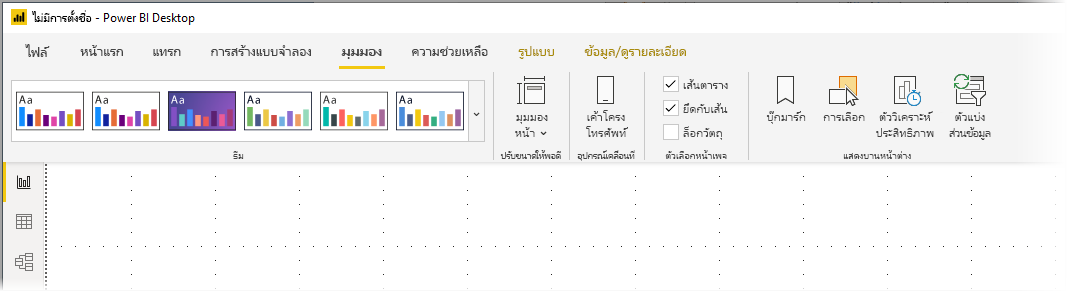 ไม่มีการตั้งชื่อ - Power BI Desktop
ไฟล์ หน้าแรก แทรก การสร้างแบบจำลอง มุมมอง ความช่วยเหลือ รูปแบบ ข้อมูล/ดูรายละเอียด
Aa Aa Aa Aa Aa Aa
ธีม
มุมมอง
หน้า
ปรับขนาดให้พอดี
เค้าโครง
โทรศัพท์
อุปกรณ์เคลื่อนที่
เส้นตาราง
ยึดกับเส้น
ล็อกวัตถุ
ตัวเลือกหน้าเพจ
บุ๊กมาร์ก
การเลือก
ตัววิเคราะห์
ประสิทธิภาพ
ตัวแบ่ง
ส่วนข้อมูล
แสดงบานหน้าต่าง